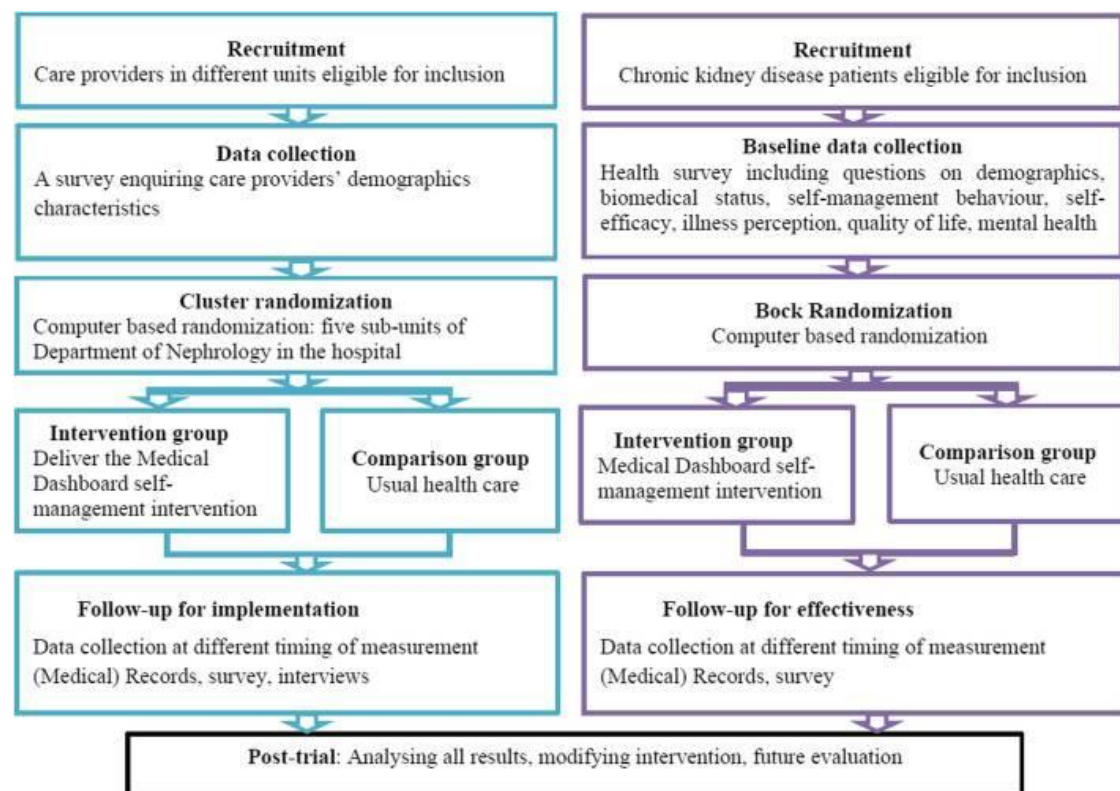 Recruitment
Care providers in different units eligible for inclusion
Data collection
A survey enquiring care providers’ demographics
characteristics
Cluster randomization
Computer based randomization: five sub-units of
Department of Nephrology in the hospital
Intervention group
Deliver the Medical
Dashboard self-
management intervention
Comparison group
Usual health care
Follow-up for implementation
Data collection at different timing of measurement
(Medical) Records, survey, interviews
Recruitment
Chronic kidney disease patients eligible for inclusion
Baseline data collection
Health survey including questions on demographics,
biomedical status, self-management behaviour, self-
efficacy, illness perception, quality of life, mental health
Bock Randomization
Computer based randomization
Intervention group
Medical Dashboard self-
management intervention
Comparison group
Usual health care
Follow-up for effectiveness
Data collection at different timing of measurement
(Medical) Records, survey
Post-trial: Analysing all results, modifying intervention, future evaluation